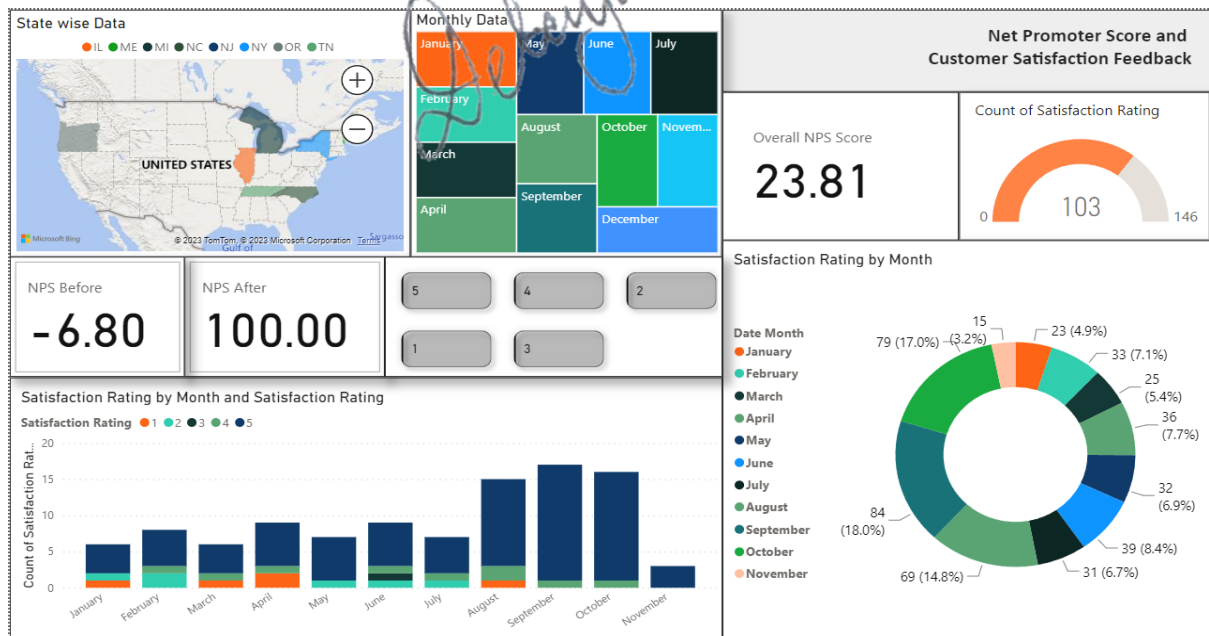 State wise Data
IL ME MI NC NJ NY OR TN
UNITED STATES
Microsoft Bing
© 2023 TomTom, © 2023 Microsoft Corporation Terms
Sargasso
Gulf of
Monthly Data
January
February
March
April
May
August
September
June
July
October
Novem...
December
Net Promoter Score and
Customer Satisfaction Feedback
Overall NPS Score
23.81
Count of Satisfaction Rating
103
0
146
NPS Before
-6.80
NPS After
100.00
5
4
2
1
3
Satisfaction Rating by Month
Date Month
January
February
March
April
May
June
July
August
September
October
November
15
(3.2%)
23 (4.9%)
33 (7.1%)
25
(5.4%)
36
(7.7%)
32
(6.9%)
39 (8.4%)
31 (6.7%)
69 (14.8%)
84
(18.0%)
79 (17.0%)
Satisfaction Rating by Month and Satisfaction Rating
Satisfaction Rating 1 2 3 4 5
Count of Satisfaction Rat...
20
15
10
5
0
January
February
March
April
May
June
July
August
September
October
November